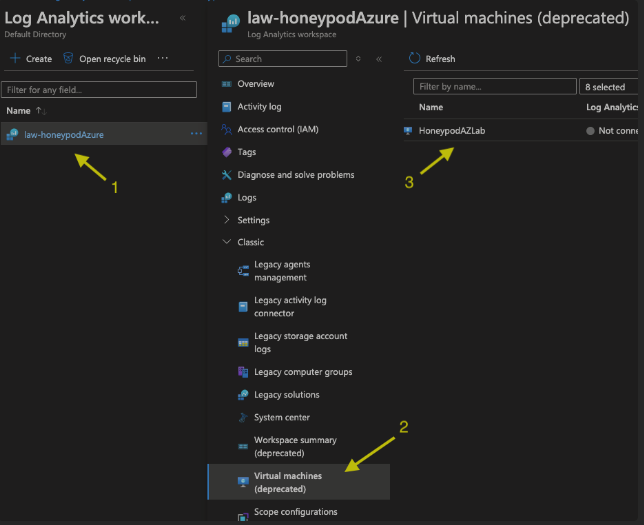 Log Analytics work...
Default Directory
Create
Open recycle bin
...
Filter for any field...
Name
law-honeypodAzure
...
1
law-honeypodAzure | Virtual machines (deprecated)
Log Analytics workspace
Search
Overview
Activity log
Access control (IAM)
Tags
Diagnose and solve problems
Logs
Settings
Classic
Legacy agents
management
Legacy activity log
connector
Legacy storage account
logs
Legacy computer groups
Legacy solutions
System center
Workspace summary
(deprecated)
2
Virtual machines
(deprecated)
Scope configurations
Refresh
Filter by name...
8 selected
Name
Log Analytics
HoneypodAZLab
Not conne
3